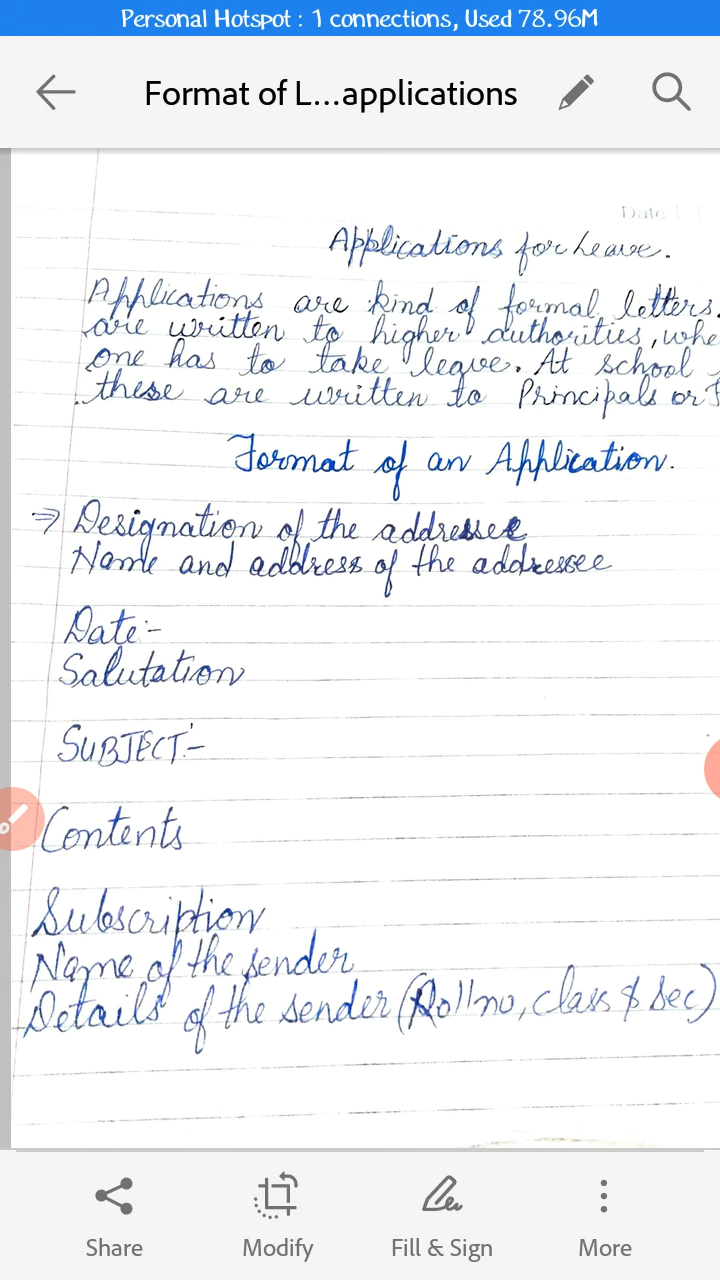 Personal Hotspot : 1 connections, Used 78.96M
Format of L...applications
Date
Applications for Leave.
Applications are kind of formal letters.
are written to higher authorities, whe
one has to take leave. At school
these are written to Principals or
Format of an Application.
⇒ Designation of the addressee
Name and address of the addressee
Date:-
Salutation
SUBJECT:-
Contents
Subscription
Name of the sender
Details of the sender (Roll no, class & sec)
Share Modify Fill & Sign More